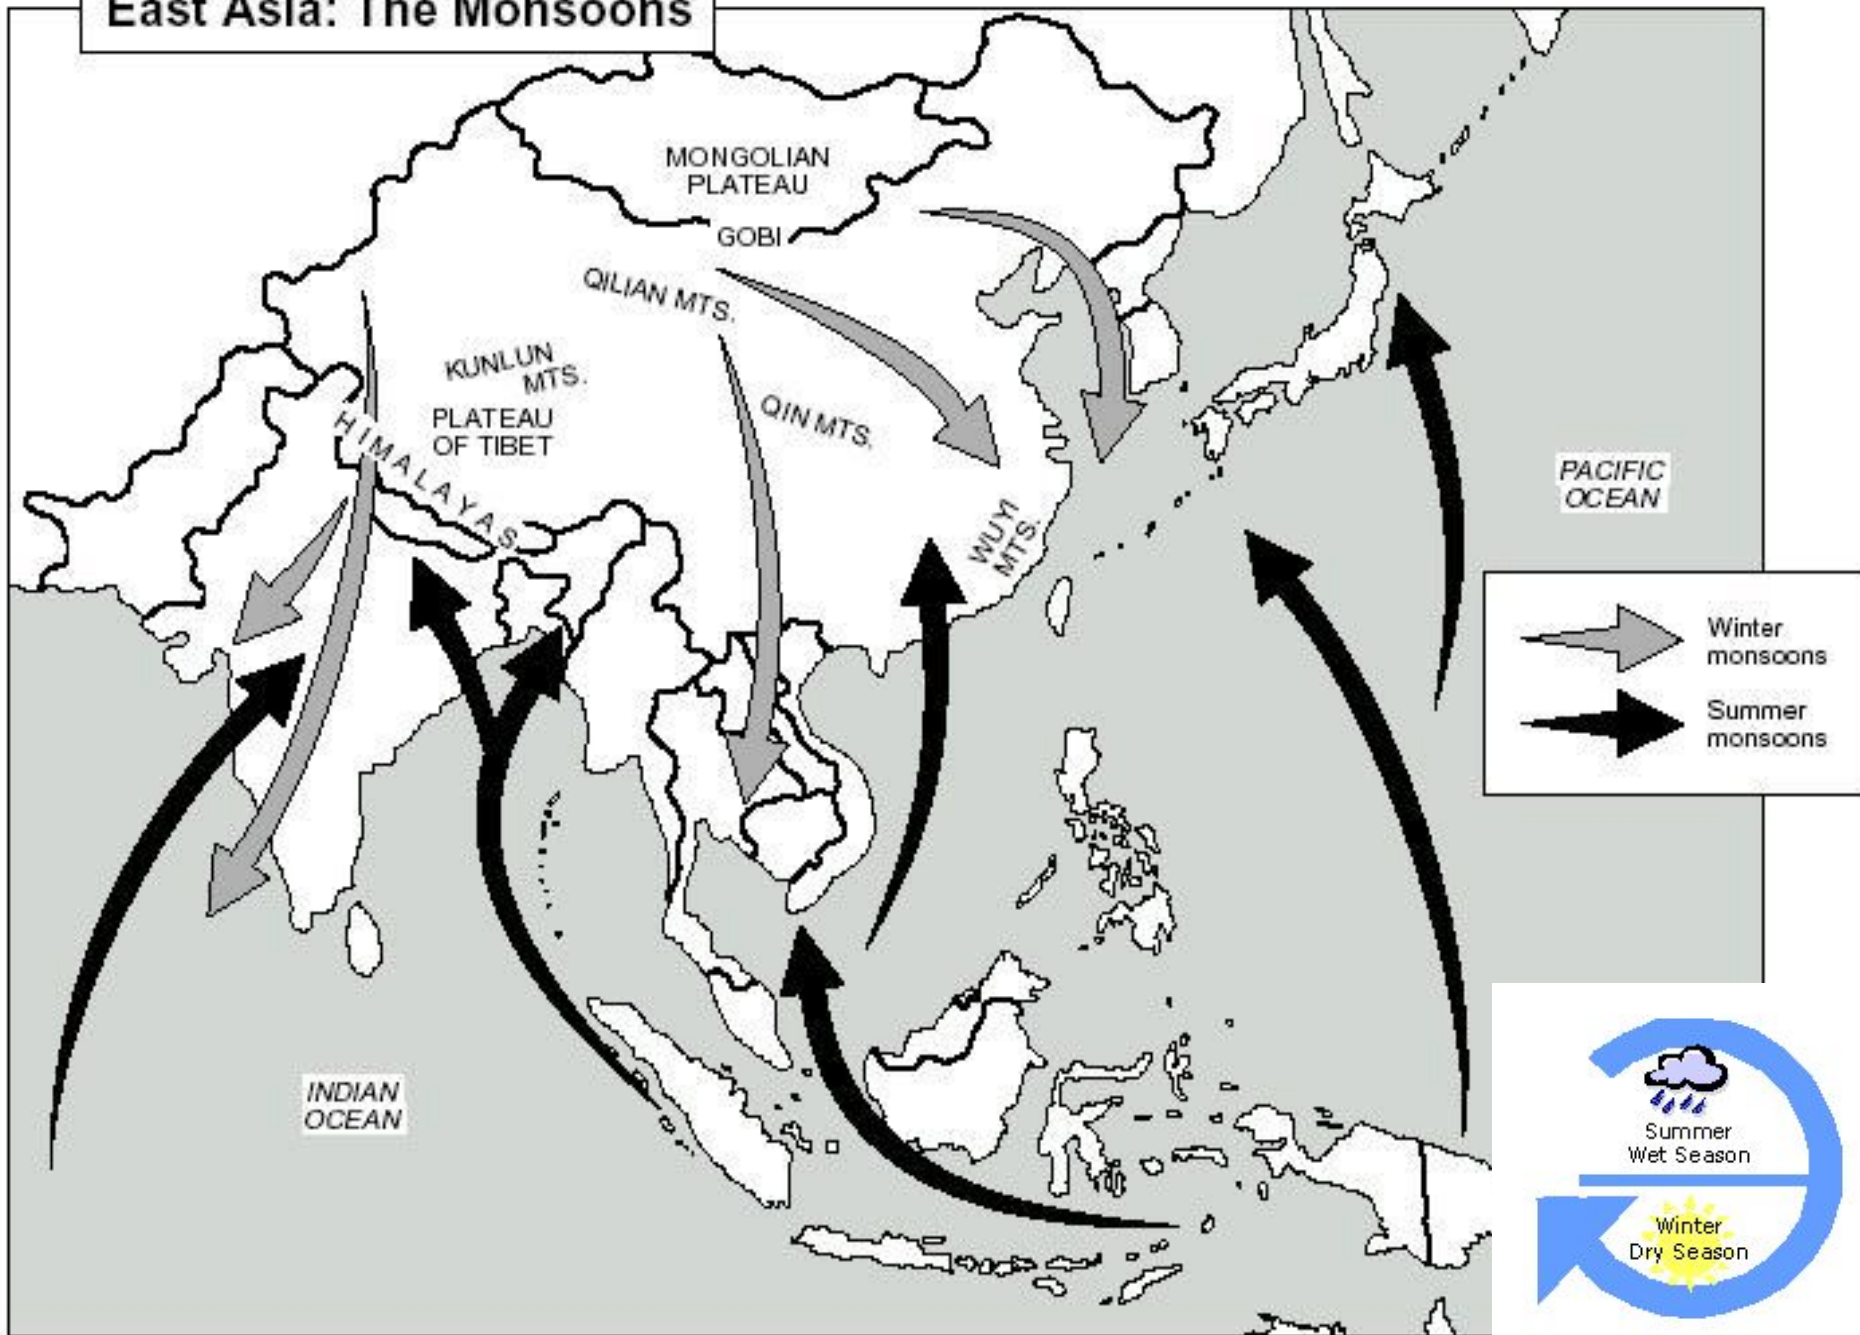 East Asia: The Monsoons
MONGOLIAN
PLATEAU
GOBI
QILIAN MTS.
KUNLUN
MTS.
PLATEAU
OF TIBET
QIN MTS.
HIMALAYAS
WUYI
MTS.
PACIFIC
OCEAN
Winter
monsoons
Summer
monsoons
INDIAN
OCEAN
Summer
Wet Season
Winter
Dry Season